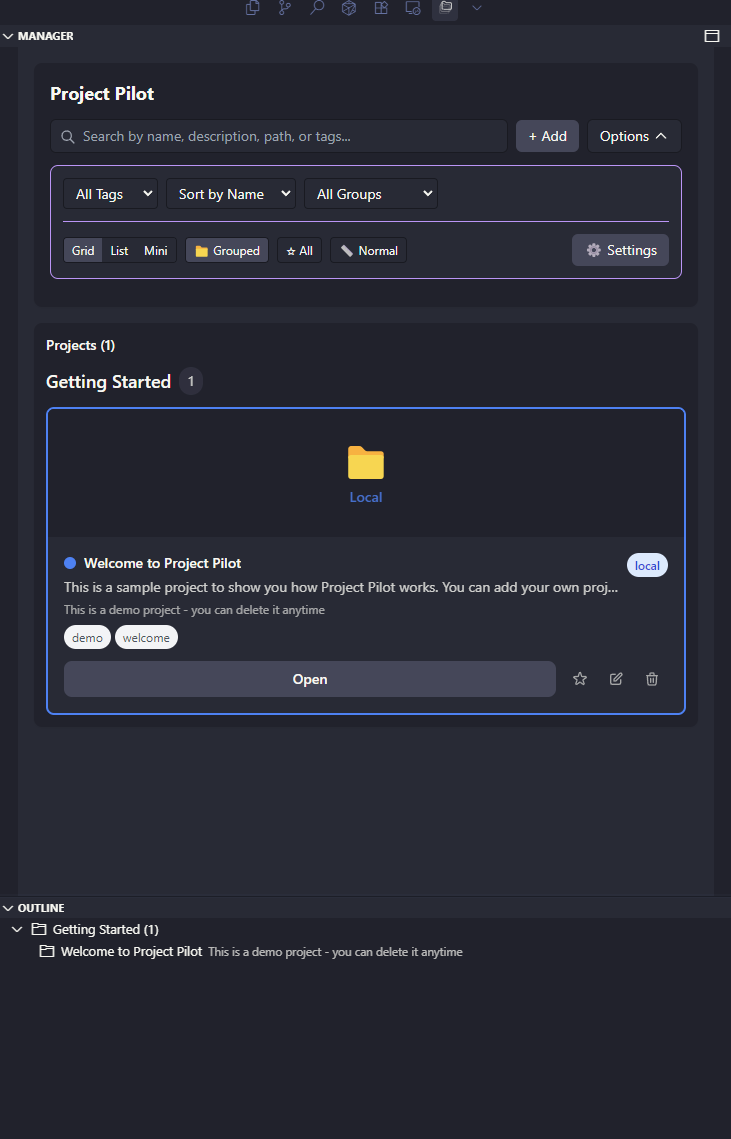 MANAGER
Project Pilot
Search by name, description, path, or tags...
+ Add
Options
All Tags
Sort by Name
All Groups
Grid
List
Mini
Grouped
☆ All
Normal
Settings
Projects (1)
Getting Started 1
Local
Welcome to Project Pilot
local
This is a sample project to show you how Project Pilot works. You can add your own proj...
This is a demo project - you can delete it anytime
demo
welcome
Open
OUTLINE
Getting Started (1)
Welcome to Project Pilot This is a demo project - you can delete it anytime